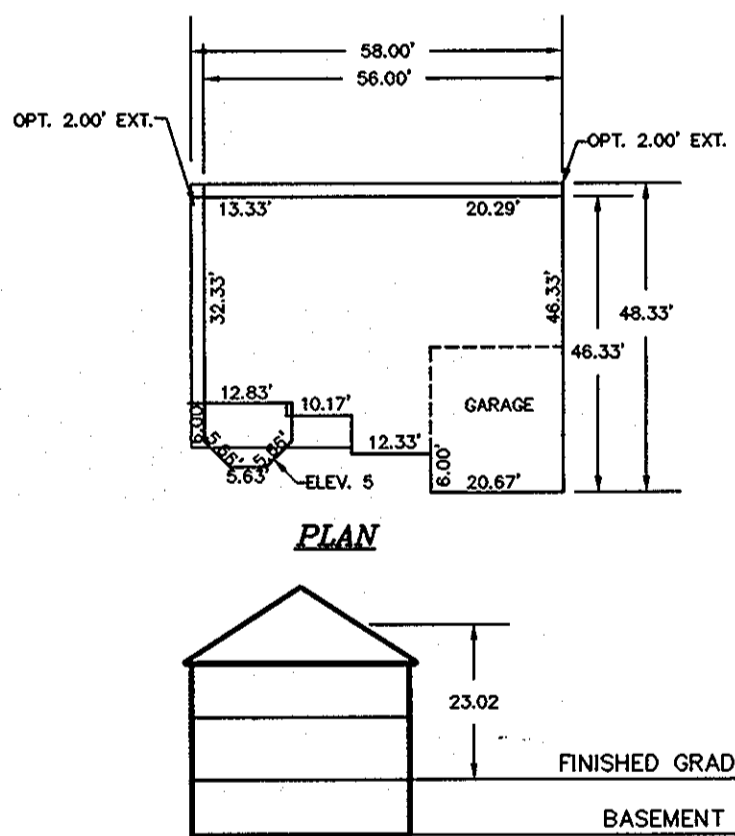 58.00'
56.00'
OPT. 2.00' EXT.
OPT. 2.00' EXT.
13.33'
20.29'
32.33'
46.33'
46.33'
48.33'
12.83'
10.17'
GARAGE
12.33'
6.00'
5.66'
5.66'
5.63'
ELEV. 5
6.00'
20.67'
PLAN
23.02
FINISHED GRAD
BASEMENT